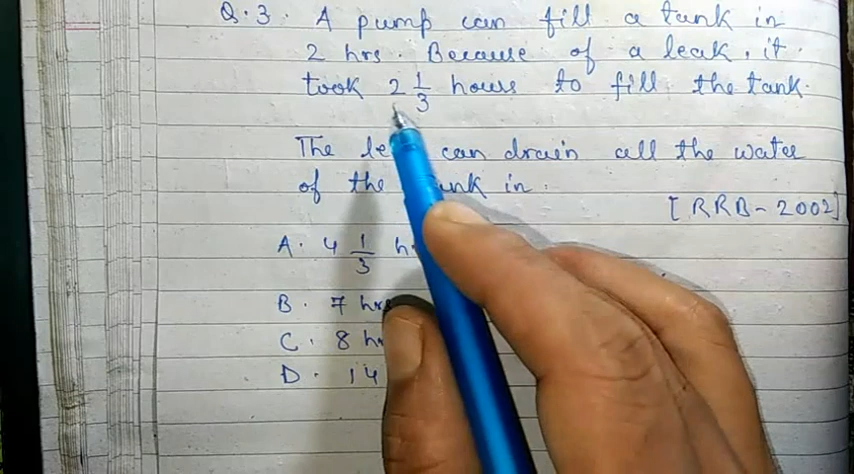 Q.3. A pump can fill a tank in
2 hrs. Because of a leak, it
took 2 1/3 hours to fill the tank.
The can drain all the water
of the in.
[RRB-2002]
A. 4 1/3
B. 7 hrs
C. 8
D. 14